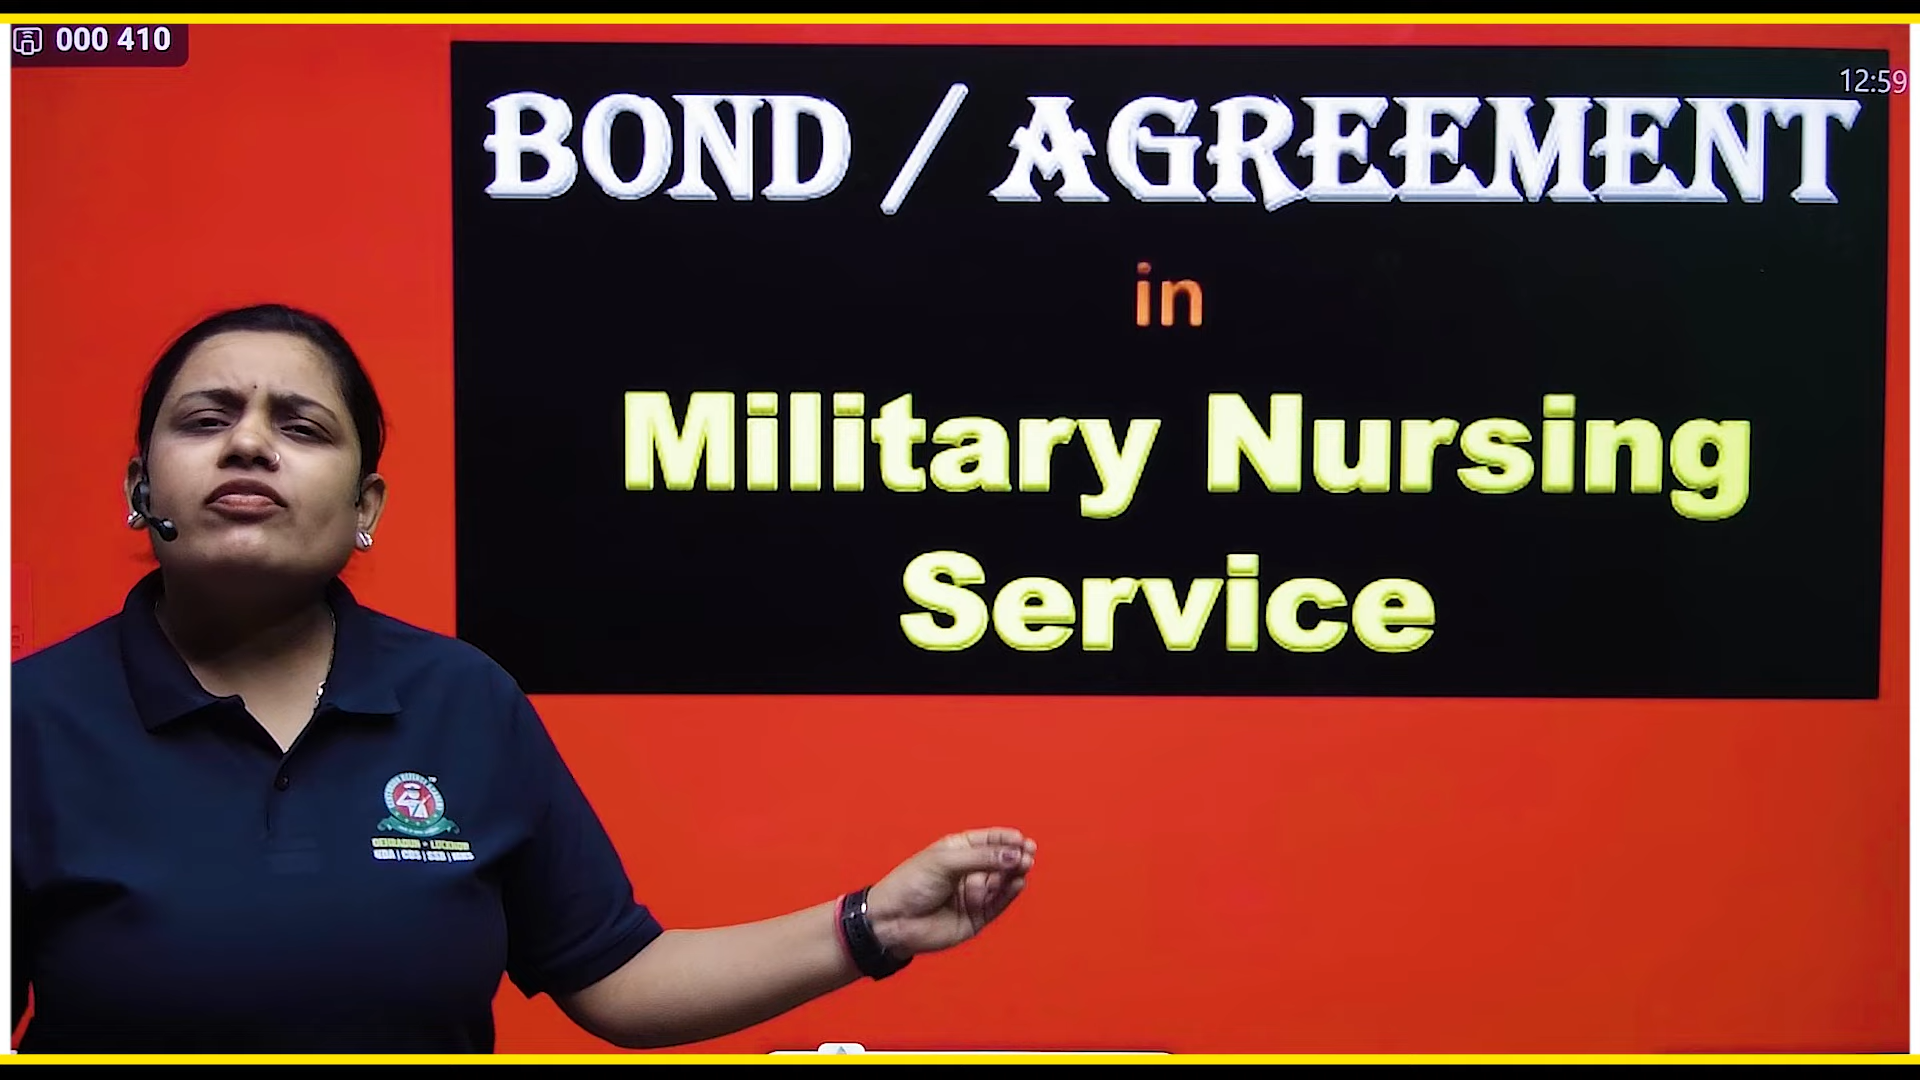 000 410
12:59
BOND / AGREEMENT
in
Military Nursing
Service